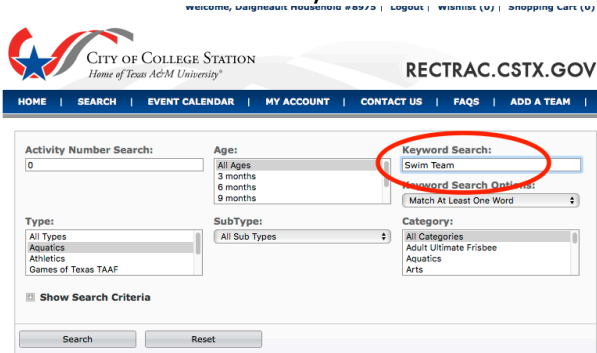 Welcome, Daigneault Household #8975 | Logout | Wishlist (0) | Shopping Cart (0)
CITY OF COLLEGE STATION
Home of Texas A&M University*
RECTRAC.CSTX.GOV
HOME | SEARCH | EVENT CALENDAR | MY ACCOUNT | CONTACT US | FAQS | ADD A TEAM |
Activity Number Search: Age: Keyword Search:
0 All Ages Swim Team
3 months
6 months Keyword Search Options:
9 months Match At Least One Word
Type: SubType: Category:
All Types All Sub Types All Categories
Aquatics Adult Ultimate Frisbee
Athletics Aquatics
Games of Texas TAAF Arts
Show Search Criteria
Search Reset